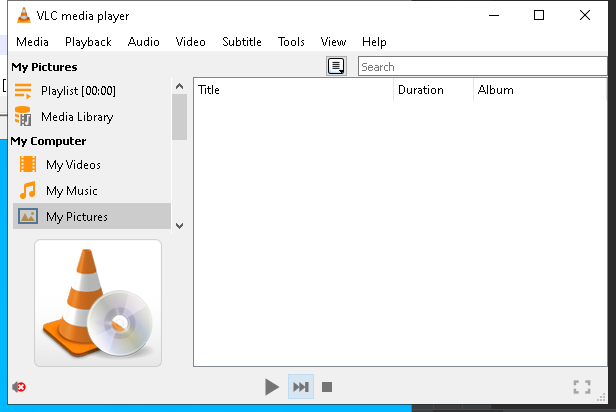 VLC media player
Media Playback Audio Video Subtitle Tools View Help
My Pictures
Search
Playlist [00:00]
Media Library
My Computer
My Videos
My Music
My Pictures
Title Duration Album
[